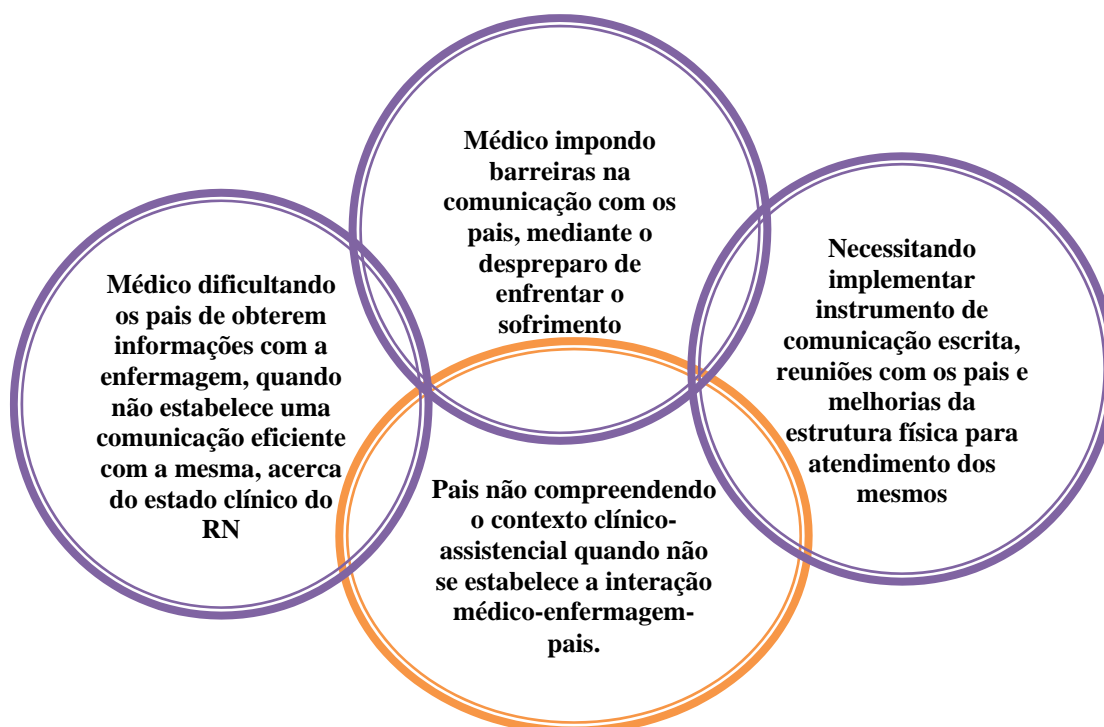 Médico impondo
barreiras na
comunicação com os
pais, mediante o
despreparo de
enfrentar o
sofrimento
Médico dificultando
os pais de obterem
informações com a
enfermagem, quando
não estabelece uma
comunicação eficiente
com a mesma, acerca
do estado clínico do
RN
Necessitando
implementar
instrumento de
comunicação escrita,
reuniões com os pais e
melhorias da
estrutura física para
atendimento dos
mesmos
Pais não compreendendo
o contexto clínico-
assistencial quando não
se estabelece a interação
médico-enfermagem-
pais.